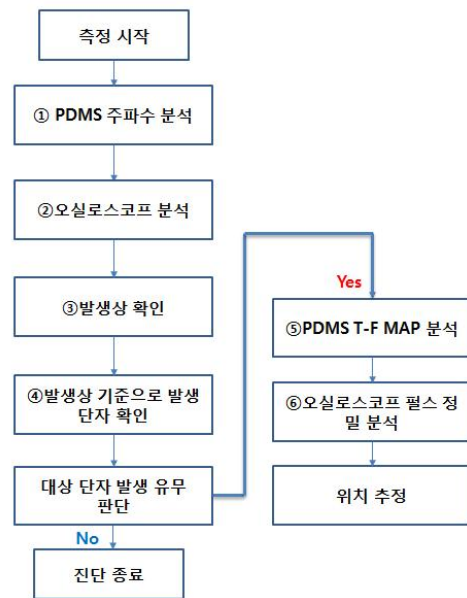 측정 시작
① PDMS 주파수 분석
②오실로스코프 분석
③발생상 확인
④발생상 기준으로 발생
단자 확인
대상 단자 발생 유무
판단
No
진단 종료
Yes
⑤PDMS T-F MAP 분석
⑥오실로스코프 펄스 정
밀 분석
위치 추정